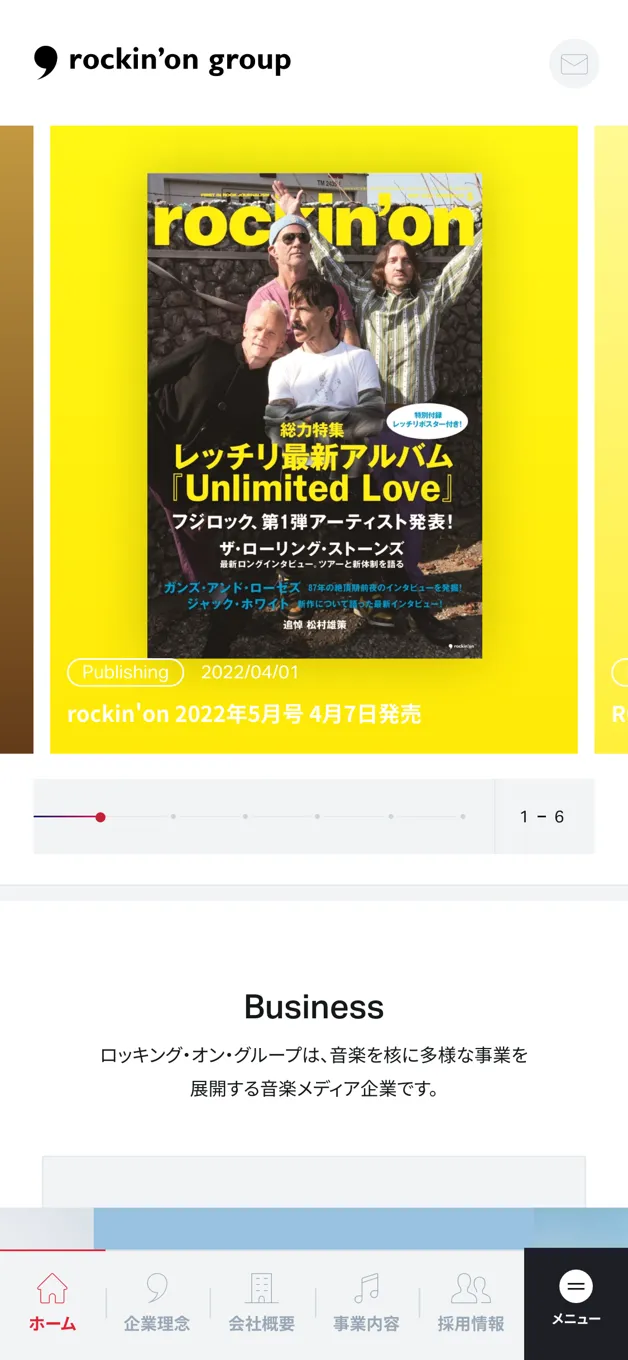 rockin'on group
TM 2022
rockin'on
特別付録
レッチリポスター付き!
総力特集
レッチリ最新アルバム
『Unlimited Love』
フジロック、第1弾アーティスト発表!
ザ・ローリング・ストーンズ
最新ロングインタビュー。ツアーと新体制を語る
ガンズ・アンド・ローゼズ 87年の絶頂期前夜のインタビューを発掘!
ジャック・ホワイト 新作について語った最新インタビュー!
追悼 松村雄策
rockin'on
Publishing 2022/04/01
rockin'on 2022年5月号 4月7日発売
R
1 – 6
Business
ロッキング・オン・グループは、音楽を核に多様な事業を
展開する音楽メディア企業です。
ホーム 企業理念 会社概要 事業内容 採用情報 メニュー